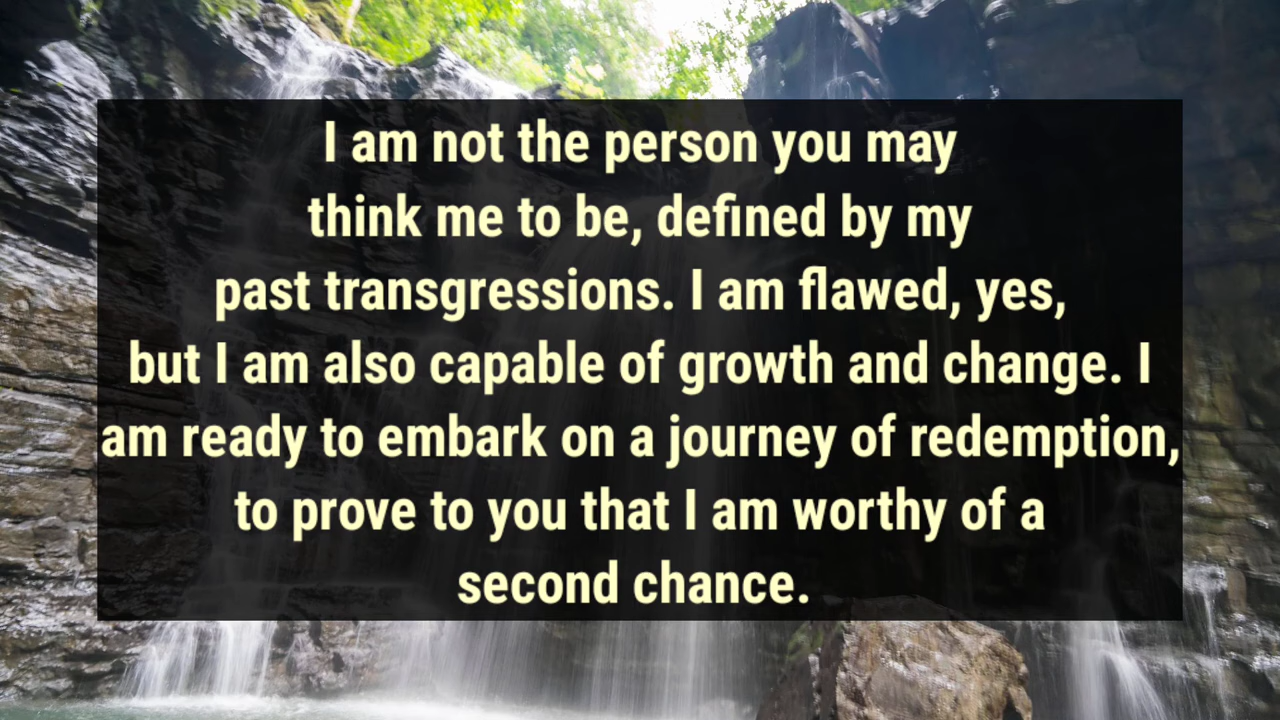 I am not the person you may
think me to be, defined by my
past transgressions. I am flawed, yes,
but I am also capable of growth and change. I
am ready to embark on a journey of redemption,
to prove to you that I am worthy of a
second chance.